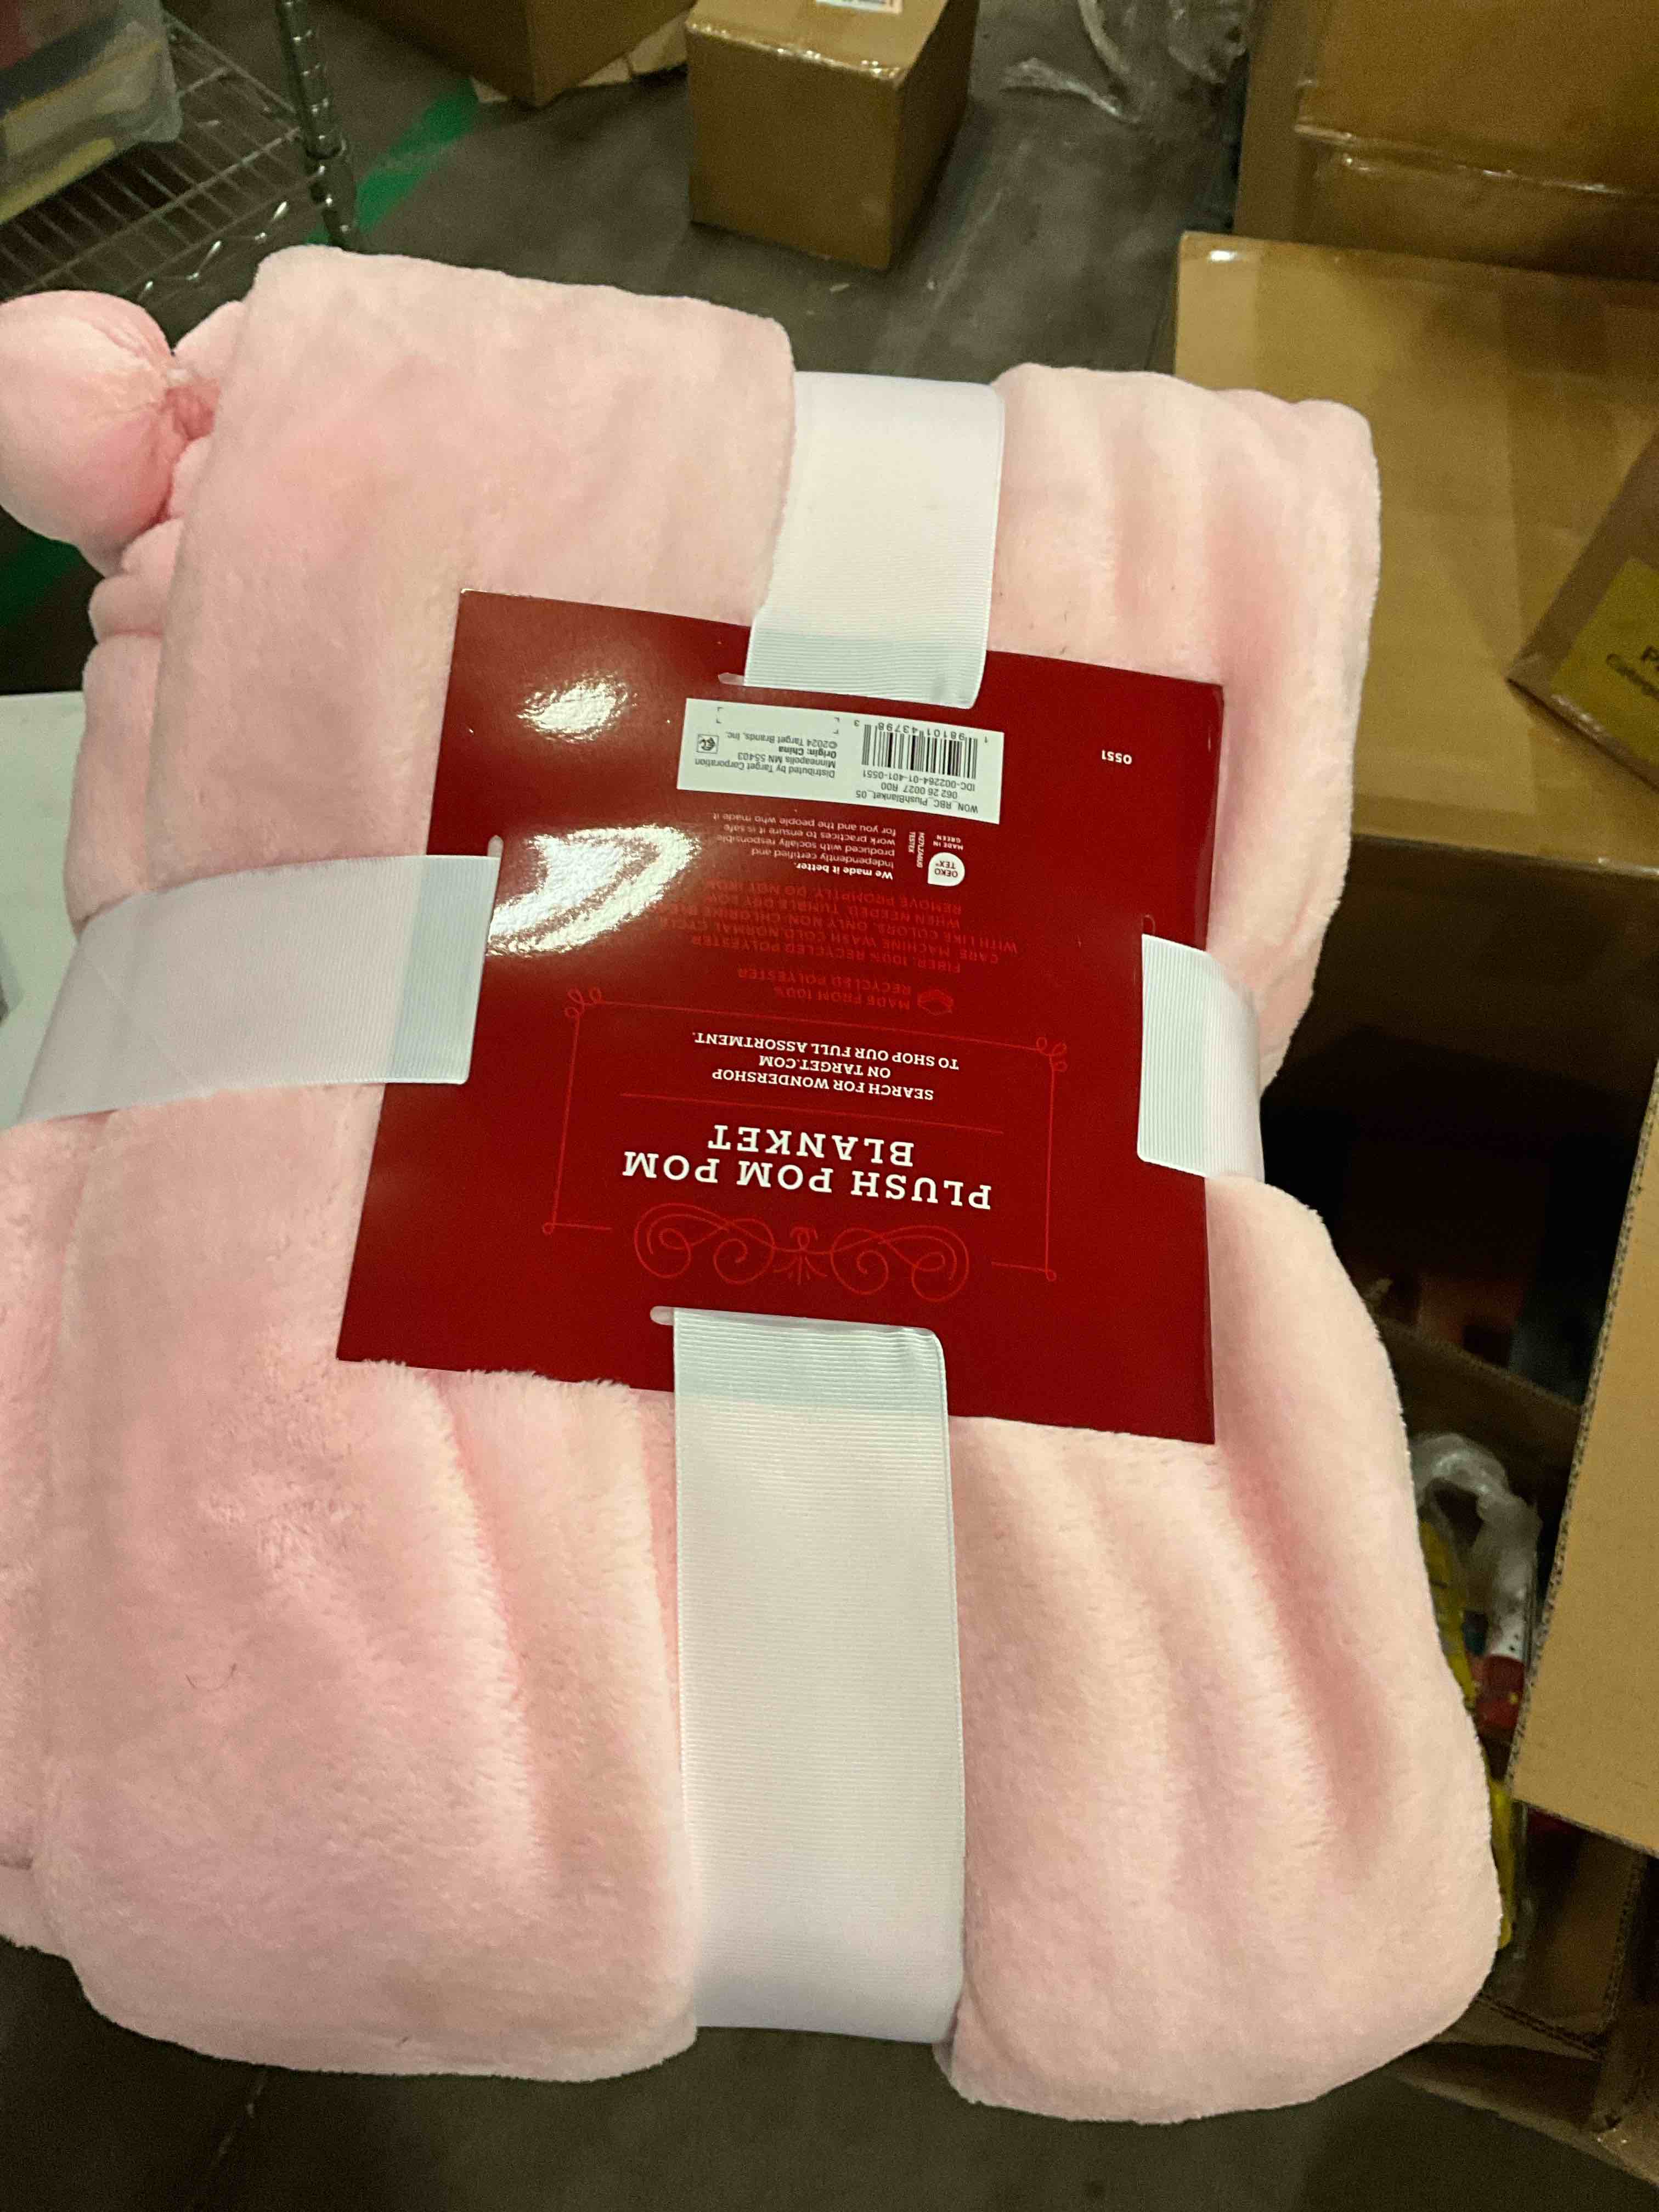 PLUSH POM POM
BLANKET
SEARCH FOR WONDERSHOP
ON TARGET.COM
TO SHOP OUR FULL ASSORTMENT.
MADE FROM 100%
RECYCLED POLYESTER
FIBER: 100% RECYCLED POLYESTER
CARE: MACHINE WASH COLD, NORMAL CYCLE
WITH LIKE COLORS. ONLY NON-CHLORINE BLEACH
WHEN NEEDED. TUMBLE DRY LOW
REMOVE PROMPTLY. DO NOT IRON
OEKO
TEX®
MADE IN
GREEN
TESTEX
We made it better.
Independently certified and
produced with socially responsible
work practices to ensure it is safe
for you and the people who made it
WON_RBC_PlushBlanket_05
062 26 0027 R00
IDC-002264-01-401-0551
1 98101 43798 3
Distributed by Target Corporation
Minneapolis MN 55403
Origin: China
©2024 Target Brands, Inc.
0551